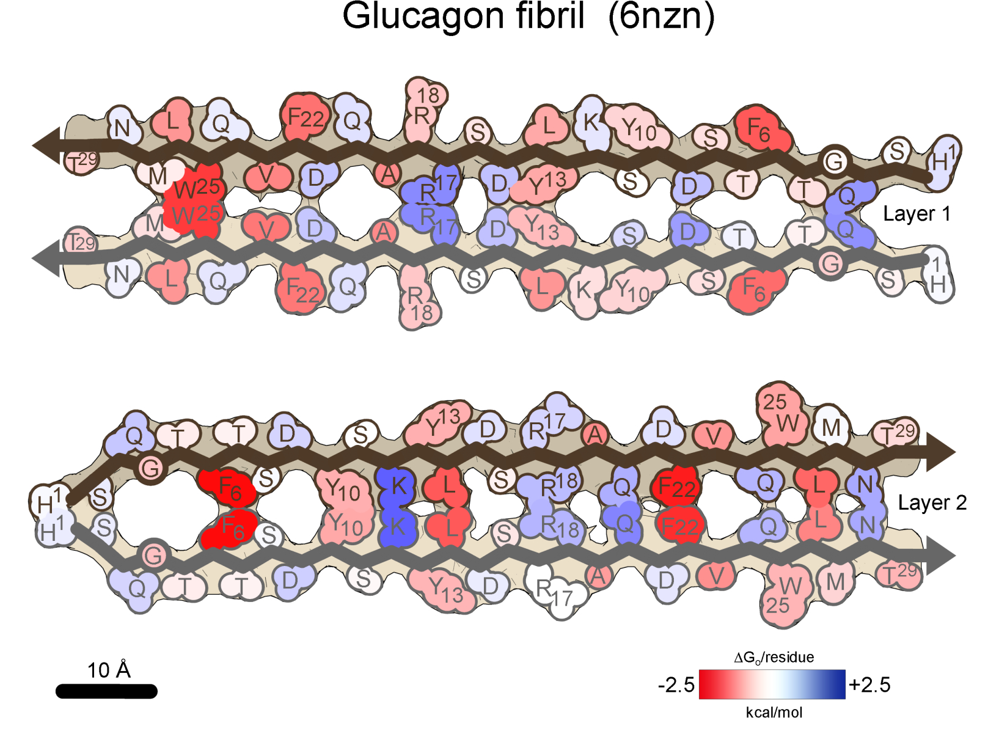 Glucagon fibril (6nzn)
18
N L Q F22 Q R S L K Y10 S F6 G S H1
T29 M W25 V D A R17 D Y13 S D T T Q
Layer 1
T29 M W25 V D A R17 D Y13 S D T T Q
N L Q F22 Q R S L K Y10 S F6 G S 1
18 H
25
Q T T D S Y13 D R17 A D V W M T29
G
H1 S F6 S Y10 K L S R18 Q F22 Q L N
Layer 2
H1 S F6 S Y10 K L S R18 Q F22 Q L N
G
Q T T D S Y13 D R17 A D V W M T29
25
10 Å
ΔG₀/residue
-2.5 +2.5
kcal/mol